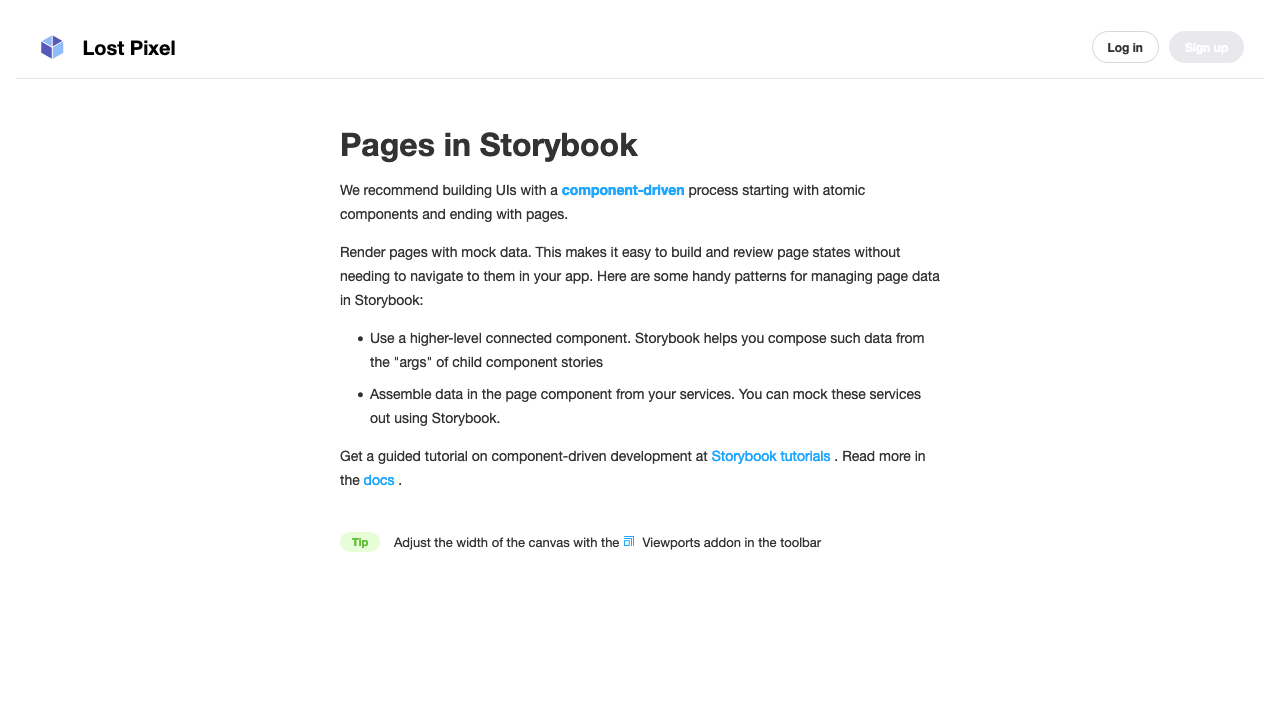 Lost Pixel
Log in
Sign up
Pages in Storybook
We recommend building UIs with a component-driven process starting with atomic
components and ending with pages.
Render pages with mock data. This makes it easy to build and review page states without
needing to navigate to them in your app. Here are some handy patterns for managing page data
in Storybook:
• Use a higher-level connected component. Storybook helps you compose such data from
the "args" of child component stories
• Assemble data in the page component from your services. You can mock these services
out using Storybook.
Get a guided tutorial on component-driven development at Storybook tutorials . Read more in
the docs .
Tip Adjust the width of the canvas with the Viewports addon in the toolbar